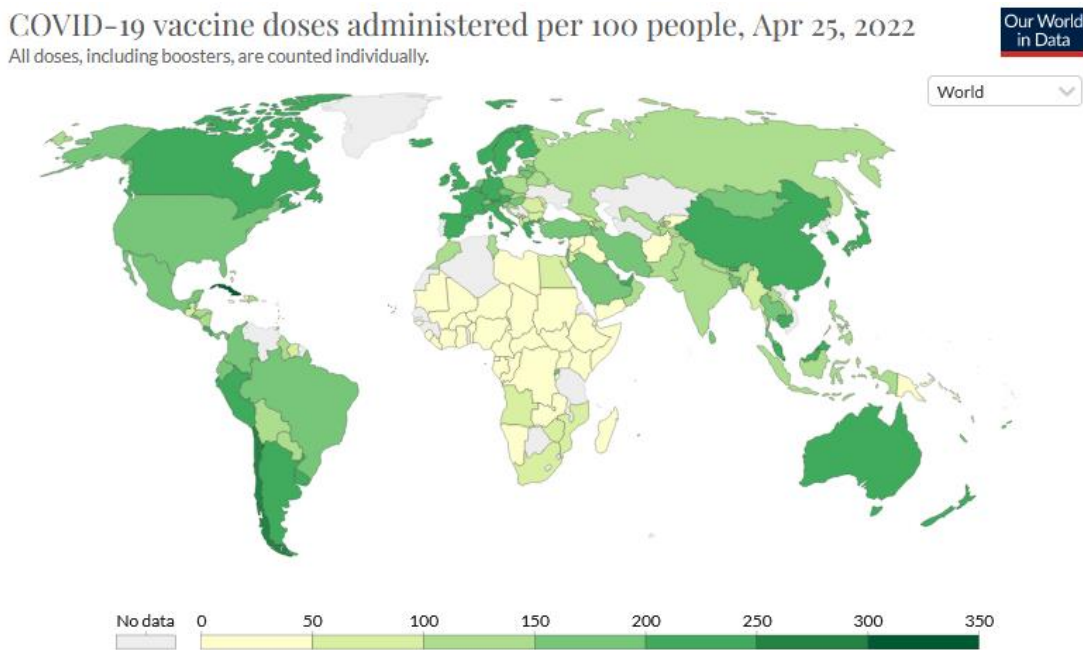 COVID-19 vaccine doses administered per 100 people, Apr 25, 2022
All doses, including boosters, are counted individually.
Our World
in Data
World
No data 0 50 100 150 200 250 300 350